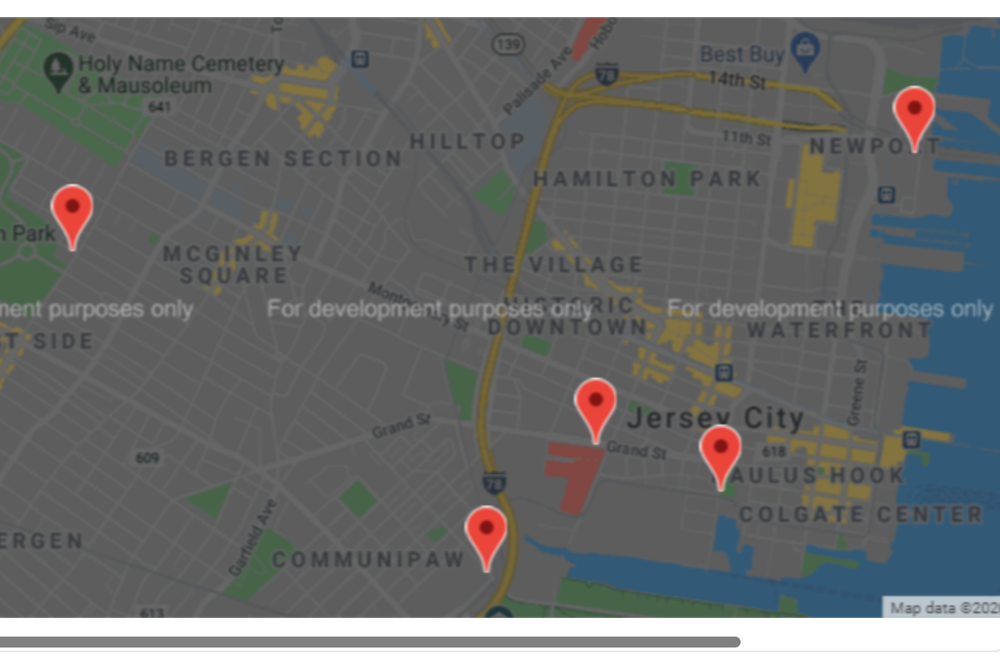 Sip Ave
Holy Name Cemetery
& Mausoleum
641
139
Palisade Ave
Hobo
78
Best Buy
14th St
11th St
NEWPORT
HILLTOP
BERGEN SECTION
HAMILTON PARK
n Park
MCGINLEY
SQUARE
THE VILLAGE
Montgomery St
HISTORIC
DOWNTOWN
ment purposes only
For development purposes only
For development purposes only
THE
WATERFRONT
T SIDE
Greene St
Jersey City
Grand St
Grand St
618
609
AULUS HOOK
78
COLGATE CENTER
ERGEN
Garfield Ave
COMMUNIPAW
613
Map data ©202